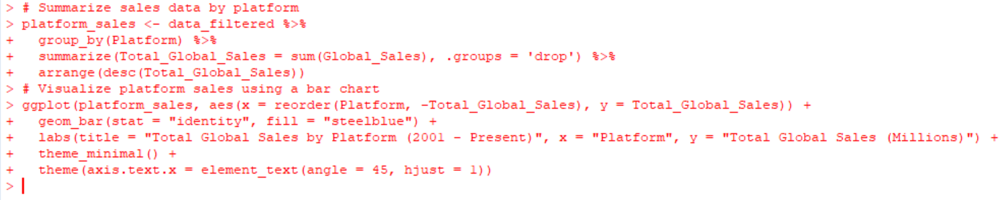 > # Summarize sales data by platform
> platform_sales <- data_filtered %>%
+   group_by(Platform) %>%
+   summarize(Total_Global_Sales = sum(Global_Sales), .groups = 'drop') %>%
+   arrange(desc(Total_Global_Sales))
> # Visualize platform sales using a bar chart
> ggplot(platform_sales, aes(x = reorder(Platform, -Total_Global_Sales), y = Total_Global_Sales)) +
+   geom_bar(stat = "identity", fill = "steelblue") +
+   labs(title = "Total Global Sales by Platform (2001 - Present)", x = "Platform", y = "Total Global Sales (Millions)") +
+   theme_minimal() +
+   theme(axis.text.x = element_text(angle = 45, hjust = 1))
>